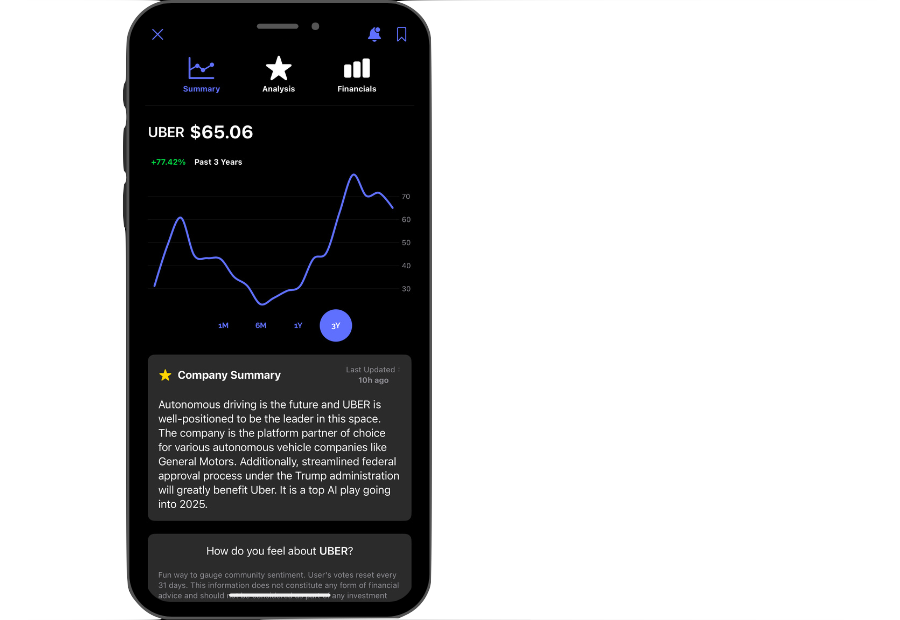 Summary
Analysis
Financials
UBER $65.06
+77.42% Past 3 Years
70
60
50
40
30
1M 6M 1Y 3Y
Company Summary
Last Updated :
10h ago
Autonomous driving is the future and UBER is
well-positioned to be the leader in this space.
The company is the platform partner of choice
for various autonomous vehicle companies like
General Motors. Additionally, streamlined federal
approval process under the Trump administration
will greatly benefit Uber. It is a top AI play going
into 2025.
How do you feel about UBER?
Fun way to gauge community sentiment. User's votes reset every
31 days. This information does not constitute any form of financial
advice and should any investment